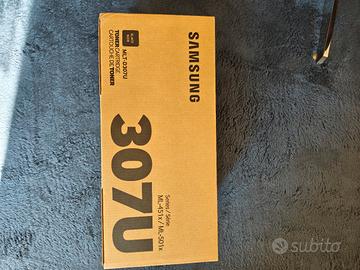 SAMSUNG
MLT-D307U
TONER CARTRIDGE
CARTOUCHE DE TONER
307U
Series / Série
ML-451x / ML-501x
subito